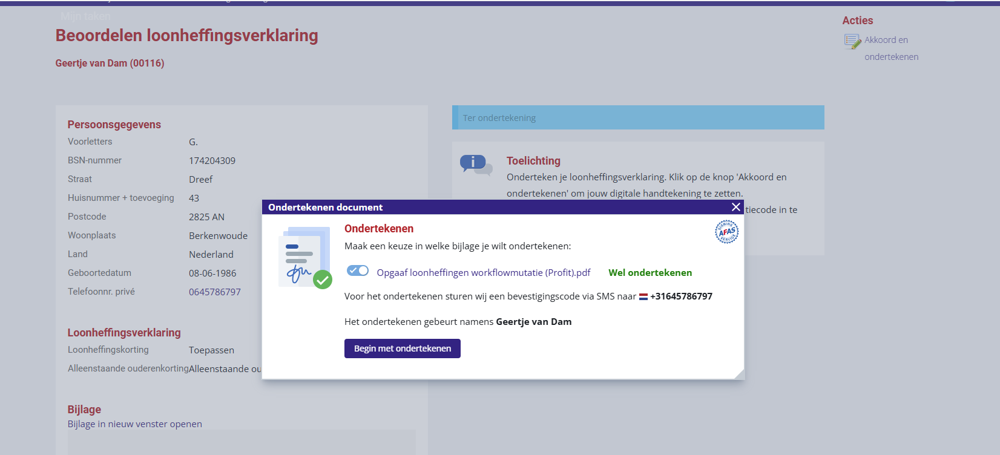 Mijn taken
Beoordelen loonheffingsverklaring
Geertje van Dam (00116)
Acties
Akkoord en
ondertekenen
Persoonsgegevens
Voorletters G.
BSN-nummer 174204309
Straat Dreef
Huisnummer + toevoeging 43
Postcode 2825 AN
Woonplaats Berkenwoude
Land Nederland
Geboortedatum 08-06-1986
Telefoonnr. privé 0645786797
Loonheffingsverklaring
Loonheffingskorting Toepassen
Alleenstaande ouderenkorting Alleenstaande ou
Bijlage
Bijlage in nieuw venster openen
Ter ondertekening
Toelichting
Onderteken je loonheffingsverklaring. Klik op de knop 'Akkoord en
ondertekenen' om jouw digitale handtekening te zetten.
tiecode in te
Ondertekenen document
Ondertekenen
SIGNING
AFAS
SERVICE
Maak een keuze in welke bijlage je wilt ondertekenen:
Opgaaf loonheffingen workflowmutatie (Profit).pdf Wel ondertekenen
Voor het ondertekenen sturen wij een bevestigingscode via SMS naar +31645786797
Het ondertekenen gebeurt namens Geertje van Dam
Begin met ondertekenen